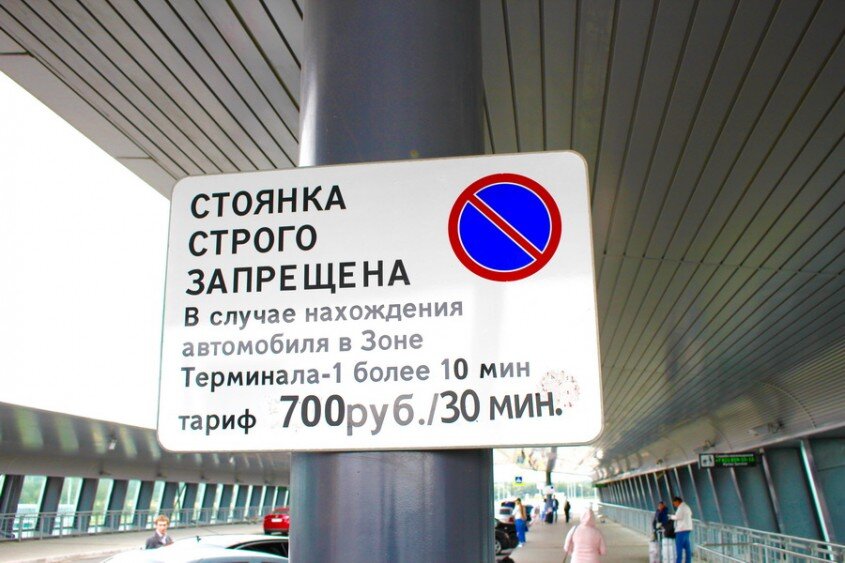 СТОЯНКА
СТРОГО
ЗАПРЕЩЕНА
В случае нахождения
автомобиля в Зоне
Терминала-1 более 10 мин
тариф 700руб./30 мин.